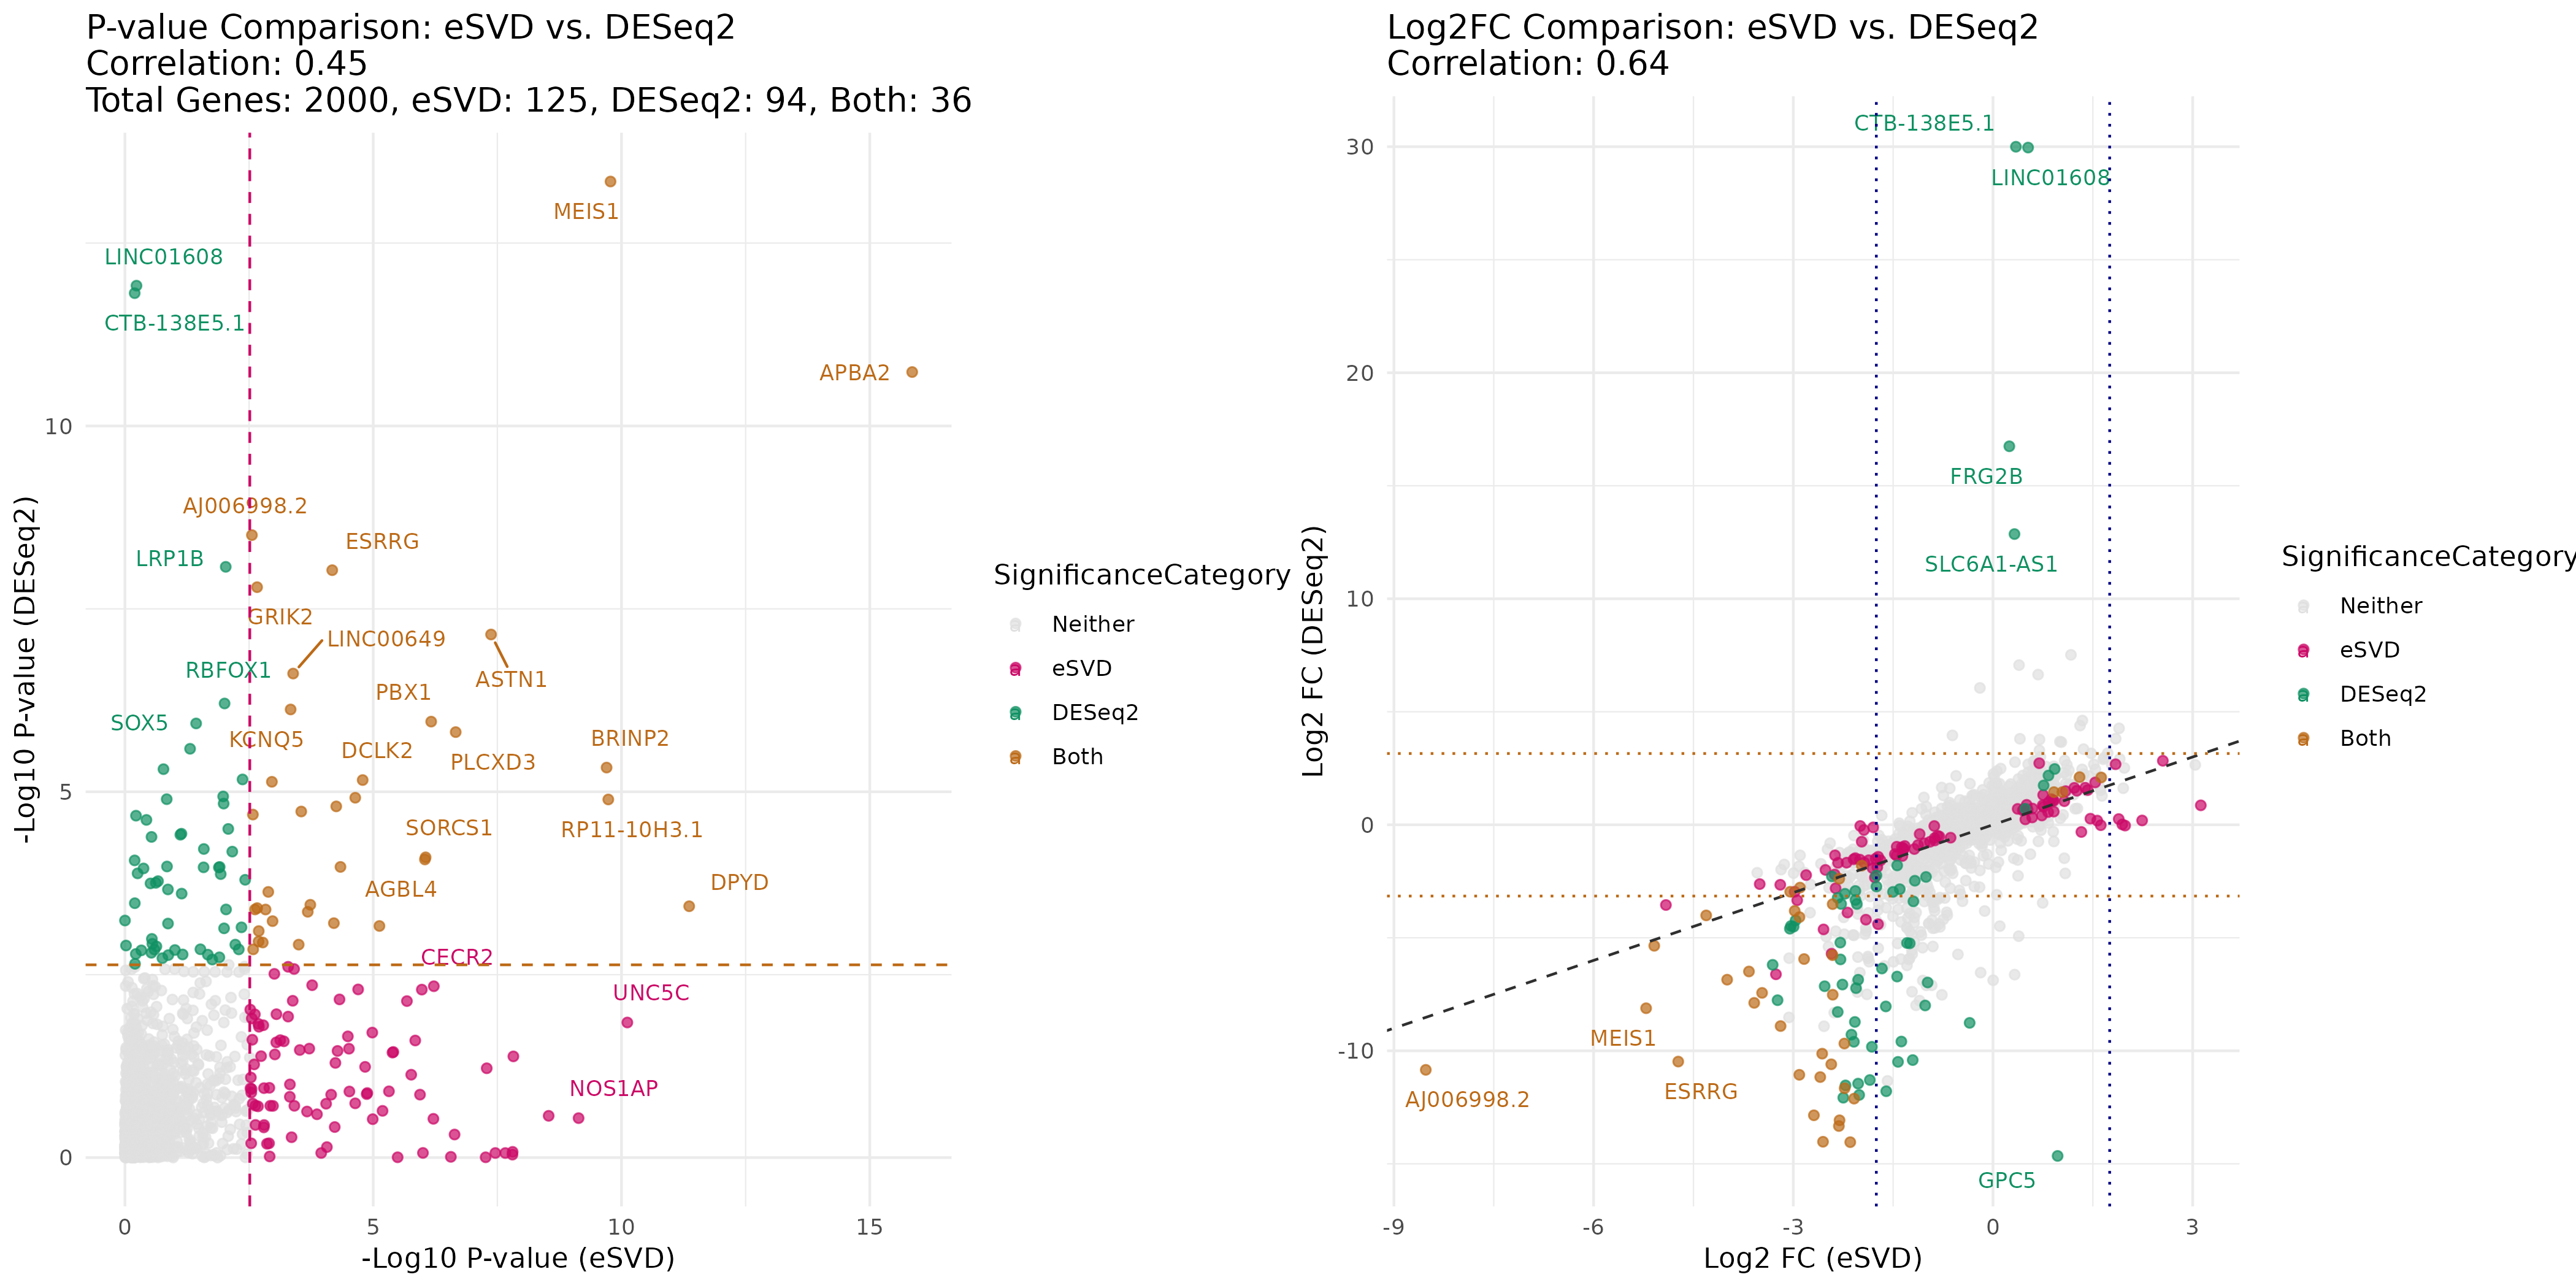 P-value Comparison: eSVD vs. DESeq2
Correlation: 0.45
Total Genes: 2000, eSVD: 125, DESeq2: 94, Both: 36
MEIS1
LINC01608
CTB-138E5.1
APBA2
AJ006998.2
ESRRG
LRP1B
GRIK2
LINC00649
RBFOX1
ASTN1
PBX1
SOX5
KCNQ5
DCLK2
BRINP2
PLCXD3
SORCS1
RP11-10H3.1
AGBL4
DPYD
CECR2
UNC5C
NOS1AP
10
5
0
0
5
10
15
-Log10 P-value (DESeq2)
-Log10 P-value (eSVD)
SignificanceCategory
Neither
eSVD
DESeq2
Both
Log2FC Comparison: eSVD vs. DESeq2
Correlation: 0.64
CTB-138E5.1
LINC01608
FRG2B
SLC6A1-AS1
MEIS1
AJ006998.2
ESRRG
GPC5
30
20
10
0
-10
-9
-6
-3
0
3
Log2 FC (DESeq2)
Log2 FC (eSVD)
SignificanceCategory
Neither
eSVD
DESeq2
Both